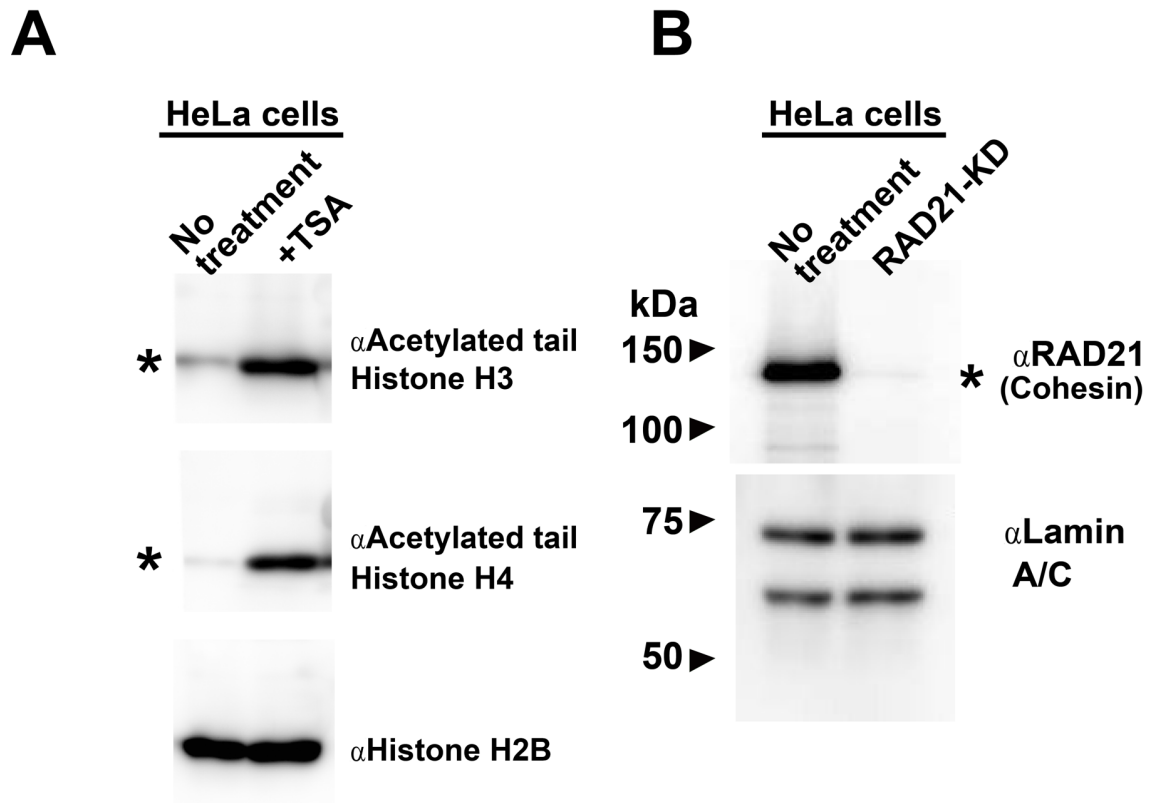 A
HeLa cells
No
treatment
+TSA
*
αAcetylated tail
Histone H3
*
αAcetylated tail
Histone H4
αHistone H2B
B
HeLa cells
No
treatment
RAD21-KD
kDa
150
100
*
αRAD21
(Cohesin)
75
50
αLamin
A/C